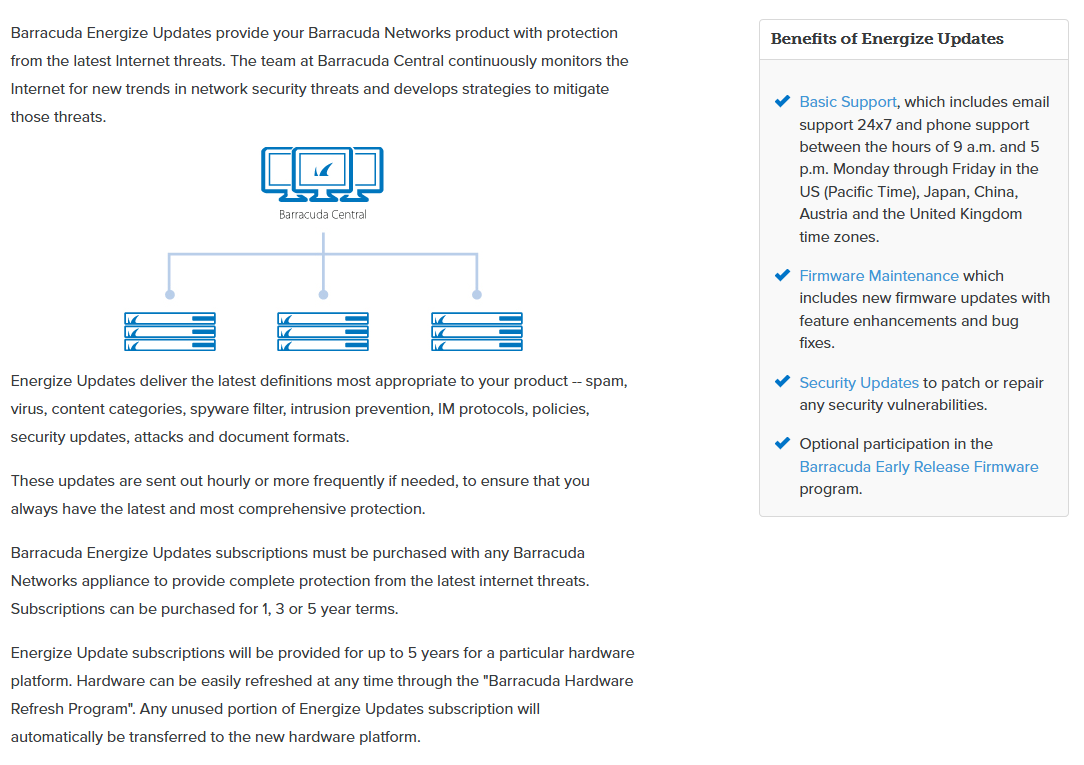 Barracuda Energize Updates provide your Barracuda Networks product with protection
from the latest Internet threats. The team at Barracuda Central continuously monitors the
Internet for new trends in network security threats and develops strategies to mitigate
those threats.
Barracuda Central
Energize Updates deliver the latest definitions most appropriate to your product -- spam,
virus, content categories, spyware filter, intrusion prevention, IM protocols, policies,
security updates, attacks and document formats.
These updates are sent out hourly or more frequently if needed, to ensure that you
always have the latest and most comprehensive protection.
Barracuda Energize Updates subscriptions must be purchased with any Barracuda
Networks appliance to provide complete protection from the latest internet threats.
Subscriptions can be purchased for 1, 3 or 5 year terms.
Energize Update subscriptions will be provided for up to 5 years for a particular hardware
platform. Hardware can be easily refreshed at any time through the "Barracuda Hardware
Refresh Program". Any unused portion of Energize Updates subscription will
automatically be transferred to the new hardware platform.
Benefits of Energize Updates
Basic Support, which includes email
support 24x7 and phone support
between the hours of 9 a.m. and 5
p.m. Monday through Friday in the
US (Pacific Time), Japan, China,
Austria and the United Kingdom
time zones.
Firmware Maintenance which
includes new firmware updates with
feature enhancements and bug
fixes.
Security Updates to patch or repair
any security vulnerabilities.
Optional participation in the
Barracuda Early Release Firmware
program.